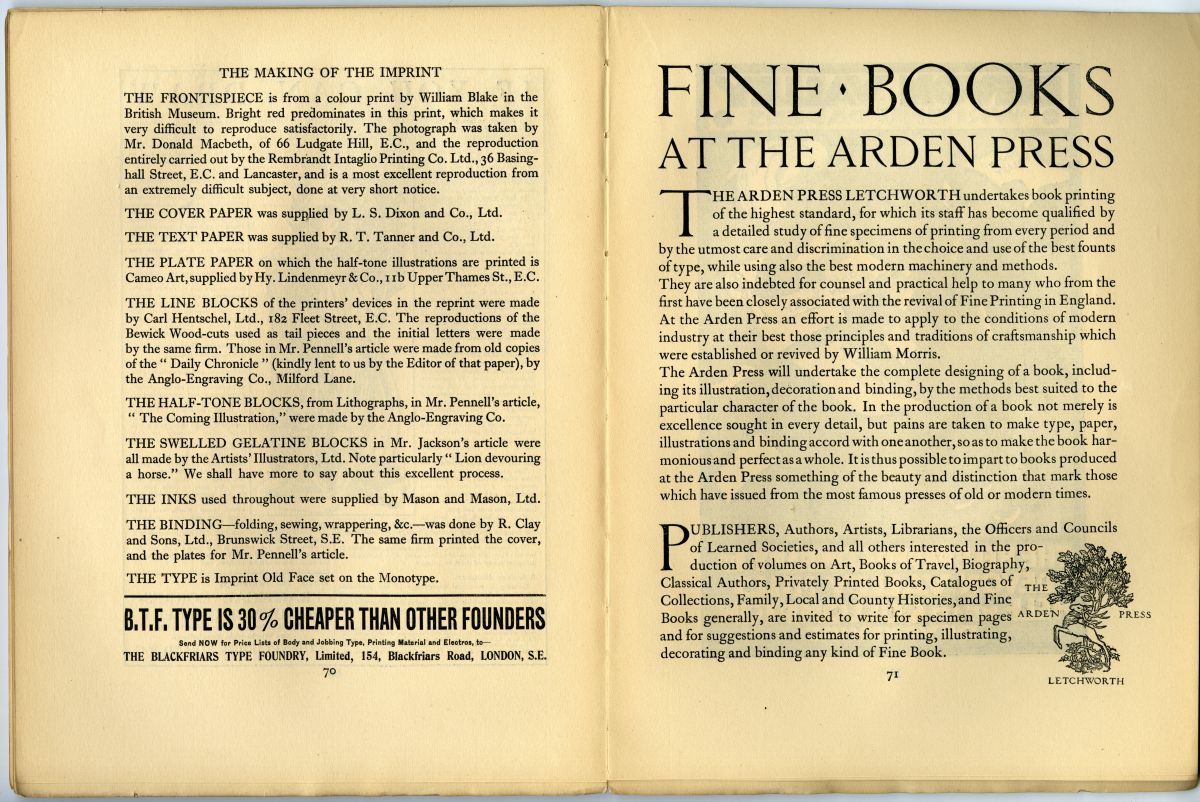 THE MAKING OF THE IMPRINT
THE FRONTISPIECE is from a colour print by William Blake in the
British Museum. Bright red predominates in this print, which makes it
very difficult to reproduce satisfactorily. The photograph was taken by
Mr. Donald Macbeth, of 66 Ludgate Hill, E.C., and the reproduction
entirely carried out by the Rembrandt Intaglio Printing Co. Ltd., 36 Basing-
hall Street, E.C. and Lancaster, and is a most excellent reproduction from
an extremely difficult subject, done at very short notice.
THE COVER PAPER was supplied by L. S. Dixon and Co., Ltd.
THE TEXT PAPER was supplied by R. T. Tanner and Co., Ltd.
THE PLATE PAPER on which the half-tone illustrations are printed is
Cameo Art, supplied by Hy. Lindenmeyr & Co., 11b Upper Thames St., E.C.
THE LINE BLOCKS of the printers' devices in the reprint were made
by Carl Hentschel, Ltd., 182 Fleet Street, E.C. The reproductions of the
Bewick Wood-cuts used as tail pieces and the initial letters were made
by the same firm. Those in Mr. Pennell's article were made from old copies
of the " Daily Chronicle " (kindly lent to us by the Editor of that paper), by
the Anglo-Engraving Co., Milford Lane.
THE HALF-TONE BLOCKS, from Lithographs, in Mr. Pennell's article,
" The Coming Illustration," were made by the Anglo-Engraving Co.
THE SWELLED GELATINE BLOCKS in Mr. Jackson's article were
all made by the Artists' Illustrators, Ltd. Note particularly " Lion devouring
a horse." We shall have more to say about this excellent process.
THE INKS used throughout were supplied by Mason and Mason, Ltd.
THE BINDING—folding, sewing, wrappering, &c.—was done by R. Clay
and Sons, Ltd., Brunswick Street, S.E. The same firm printed the cover,
and the plates for Mr. Pennell's article.
THE TYPE is Imprint Old Face set on the Monotype.
B.T.F. TYPE IS 30% CHEAPER THAN OTHER FOUNDERS
Send NOW for Price Lists of Body and Jobbing Type, Printing Material and Electros, to—
THE BLACKFRIARS TYPE FOUNDRY, Limited, 154, Blackfriars Road, LONDON, S.E.
70
FINE · BOOKS
AT THE ARDEN PRESS
THE ARDEN PRESS LETCHWORTH undertakes book printing
of the highest standard, for which its staff has become qualified by
a detailed study of fine specimens of printing from every period and
by the utmost care and discrimination in the choice and use of the best founts
of type, while using also the best modern machinery and methods.
They are also indebted for counsel and practical help to many who from the
first have been closely associated with the revival of Fine Printing in England.
At the Arden Press an effort is made to apply to the conditions of modern
industry at their best those principles and traditions of craftsmanship which
were established or revived by William Morris.
The Arden Press will undertake the complete designing of a book, includ-
ing its illustration, decoration and binding, by the methods best suited to the
particular character of the book. In the production of a book not merely is
excellence sought in every detail, but pains are taken to make type, paper,
illustrations and binding accord with one another, so as to make the book har-
monious and perfect as a whole. It is thus possible to impart to books produced
at the Arden Press something of the beauty and distinction that mark those
which have issued from the most famous presses of old or modern times.
PUBLISHERS, Authors, Artists, Librarians, the Officers and Councils
of Learned Societies, and all others interested in the pro-
duction of volumes on Art, Books of Travel, Biography,
Classical Authors, Privately Printed Books, Catalogues of
Collections, Family, Local and County Histories, and Fine
Books generally, are invited to write for specimen pages
and for suggestions and estimates for printing, illustrating,
decorating and binding any kind of Fine Book.
THE
ARDEN PRESS
LETCHWORTH
71